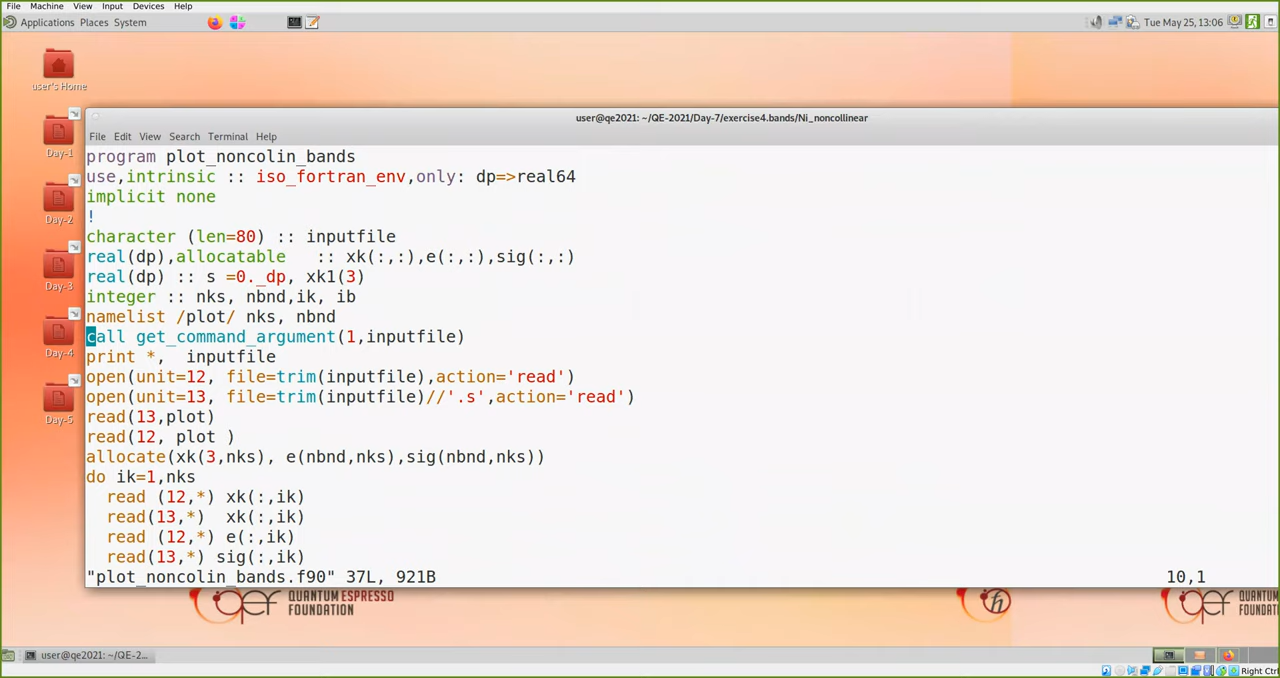 File Machine View Input Devices Help
Applications Places System
Tue May 25, 13:06
user's Home
Day-1
Day-2
Day-3
Day-4
Day-5
user@qe2021: ~/QE-2021/Day-7/exercise4.bands/Ni_noncollinear
File Edit View Search Terminal Help
program plot_noncolin_bands
use,intrinsic :: iso_fortran_env,only: dp=>real64
implicit none
!
character (len=80) :: inputfile
real(dp),allocatable   :: xk(:,:),e(:,:),sig(:,:)
real(dp) :: s =0._dp, xk1(3)
integer :: nks, nbnd,ik, ib
namelist /plot/ nks, nbnd
call get_command_argument(1,inputfile)
print *,  inputfile
open(unit=12, file=trim(inputfile),action='read')
open(unit=13, file=trim(inputfile)//'.s',action='read')
read(13,plot)
read(12, plot )
allocate(xk(3,nks), e(nbnd,nks),sig(nbnd,nks))
do ik=1,nks
  read (12,*) xk(:,ik)
  read(13,*)  xk(:,ik)
  read (12,*) e(:,ik)
  read(13,*) sig(:,ik)
"plot_noncolin_bands.f90" 37L, 921B 10,1
QUANTUM ESPRESSO
FOUNDATION
ħ
QUANTUM
FOUNDA
user@qe2021: ~/QE-2...
Right Ctrl